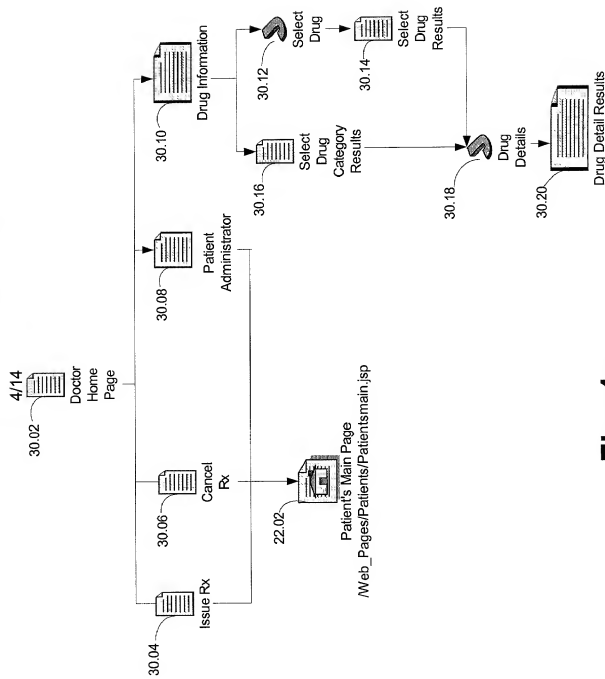 4/14
30.02
Doctor
Home
Page
30.04
Issue Rx
30.06
Cancel
Rx
30.08
Patient
Administrator
30.10
Drug Information
22.02
Patient's Main Page
/Web_Pages/Patients/Patientsmain.jsp
30.16
Select
Drug
Category
Results
30.12
Select
Drug
30.14
Select
Drug
Results
30.18
Drug
Details
30.20
Drug Detail Results